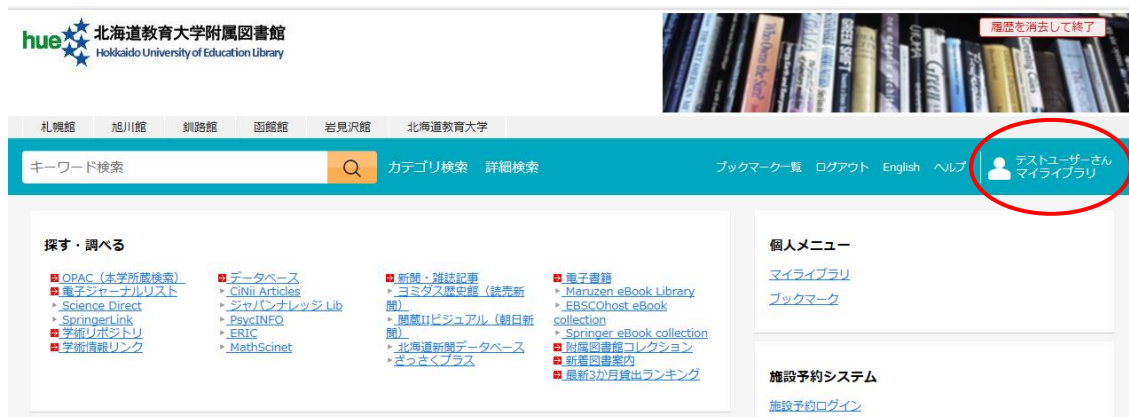 hue
北海道教育大学附属図書館
Hokkaido University of Education Library
履歴を消去して終了
札幌館 旭川館 釧路館 函館館 岩見沢館 北海道教育大学
キーワード検索
カテゴリ検索 詳細検索
ブックマーク一覧 ログアウト English ヘルプ
テストユーザーさん
マイライブラリ
探す・調べる
OPAC（本学所蔵検索）
電子ジャーナルリスト
Science Direct
SpringerLink
学術リポジトリ
学術情報リンク
データベース
CiNii Articles
ジャパンナレッジ Lib
PsycINFO
ERIC
MathScinet
新聞・雑誌記事
ヨミダス歴史館（読売新
聞）
聞蔵IIビジュアル（朝日新
聞）
北海道新聞データベース
ざっさくプラス
電子書籍
Maruzen eBook Library
EBSCOhost eBook
collection
Springer eBook collection
附属図書館コレクション
新着図書案内
最新3か月貸出ランキング
個人メニュー
マイライブラリ
ブックマーク
施設予約システム
施設予約ログイン